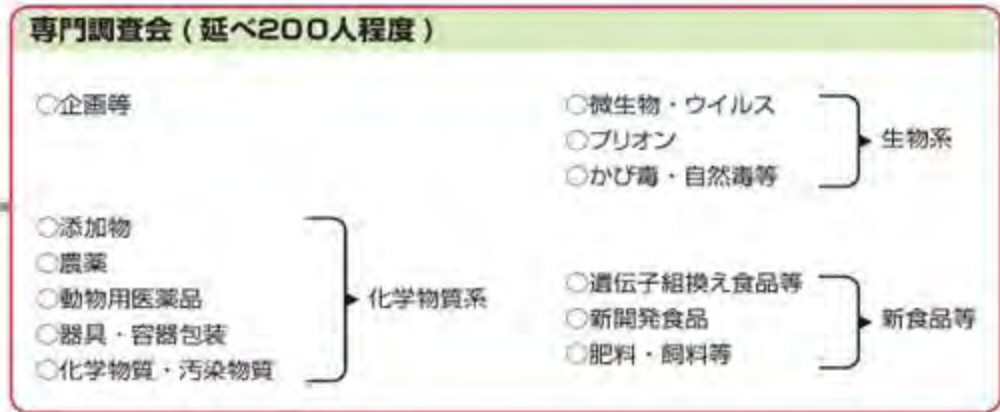 専門調査会 ( 延べ200人程度 )
○企画等
○添加物
○農薬
○動物用医薬品
○器具・容器包装
○化学物質・汚染物質
化学物質系
○微生物・ウイルス
○プリオン
○かび毒・自然毒等
生物系
○遺伝子組換え食品等
○新開発食品
○肥料・飼料等
新食品等